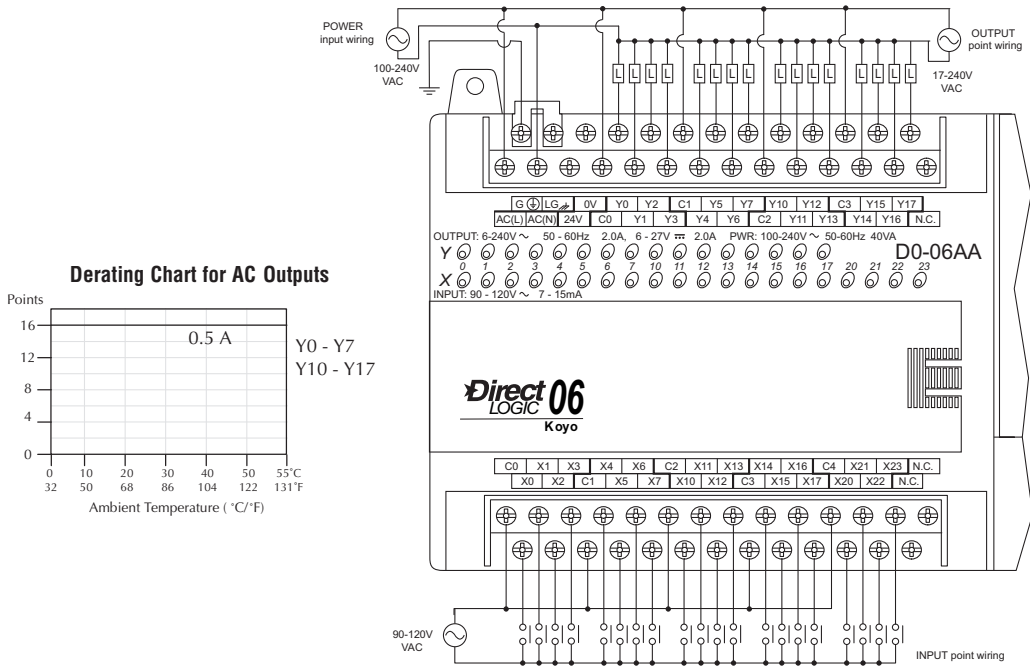 POWER
input wiring
100-240V
VAC
OUTPUT
point wiring
17-240V
VAC
L L L L L L L L L L L L L L L L
G LG 0V Y0 Y2 C1 Y5 Y7 Y10 Y12 C3 Y15 Y17
AC(L) AC(N) 24V C0 Y1 Y3 Y4 Y6 C2 Y11 Y13 Y14 Y16 N.C.
OUTPUT: 6-240V ~ 50 - 60Hz 2.0A, 6 - 27V ⎓ 2.0A PWR: 100-240V ~ 50-60Hz 40VA
Y
D0-06AA
0 1 2 3 4 5 6 7 10 11 12 13 14 15 16 17 20 21 22 23
X
INPUT: 90 - 120V ~ 7 - 15mA
Direct
LOGIC 06
Koyo
C0 X1 X3 X4 X6 C2 X11 X13 X14 X16 C4 X21 X23 N.C.
X0 X2 C1 X5 X7 X10 X12 C3 X15 X17 X20 X22 N.C.
90-120V
VAC
INPUT point wiring
Derating Chart for AC Outputs
Points
16
12
8
4
0
0.5 A
Y0 - Y7
Y10 - Y17
0 10 20 30 40 50 55°C
32 50 68 86 104 122 131°F
Ambient Temperature ( °C/°F)